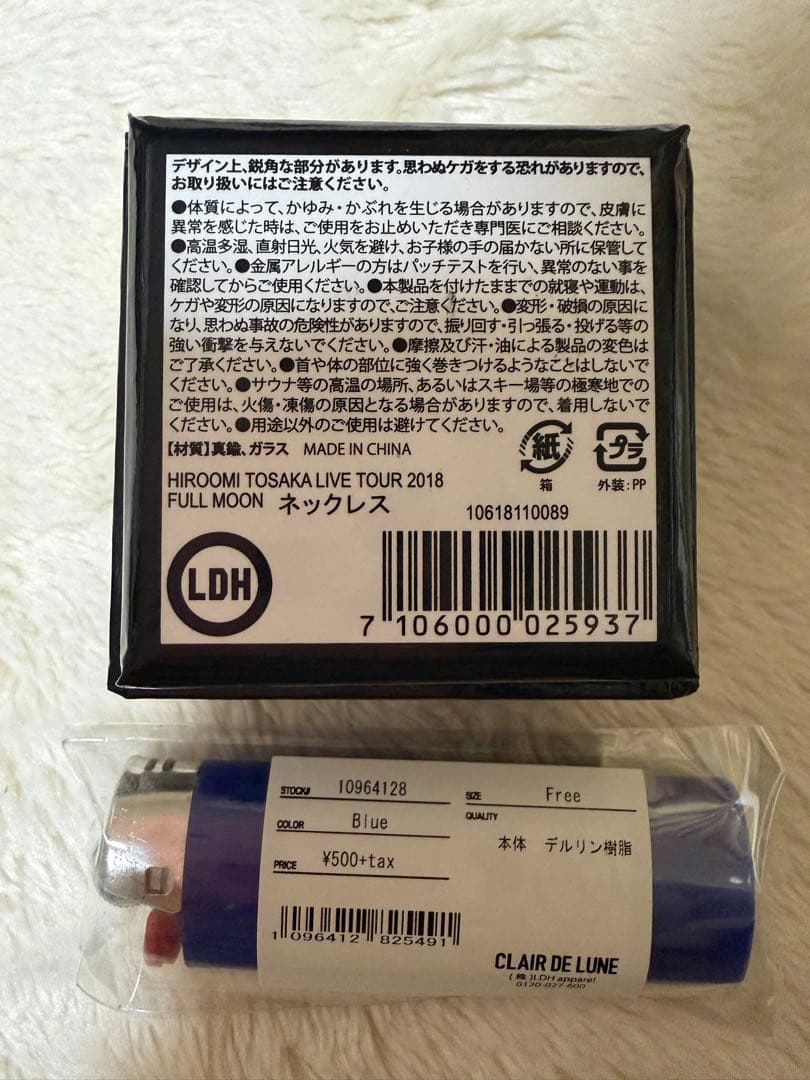 デザイン上、鋭角な部分があります。思わぬケガをする恐れがありますので、
お取り扱いにはご注意ください。
●体質によって、かゆみ・かぶれを生じる場合がありますので、皮膚に
異常を感じた時は、ご使用をお止めいただき専門医にご相談ください。
●高温多湿、直射日光、火気を避け、お子様の手の届かない所に保管して
ください。●金属アレルギーの方はパッチテストを行い、異常のない事を
確認してからご使用ください。●本製品を付けたままでの就寝や運動は、
ケガや変形の原因になりますので、ご注意ください。●変形・破損の原因に
なり、思わぬ事故の危険性がありますので、振り回す・引っ張る・投げる等の
強い衝撃を与えないでください。●摩擦及び汗・油による製品の変色は
ご了承ください。●首や体の部位に強く巻きつけるようなことはしないで
ください。●サウナ等の高温の場所、あるいはスキー場等の極寒地での
ご使用は、火傷・凍傷の原因となる場合がありますので、着用しないで
ください。●用途以外のご使用は避けてください。
【材質】真鍮、ガラス MADE IN CHINA
紙
箱
プラ
外装:PP
HIROOMI TOSAKA LIVE TOUR 2018
FULL MOON ネックレス
10618110089
LDH
7 106000 025937
STOCK# 10964128
COLOR Blue
PRICE ¥500+tax
SIZE Free
QUALITY
本体 デルリン樹脂
1 096412 825491
CLAIR DE LUNE
(株)LDH apparel
0120-027-600